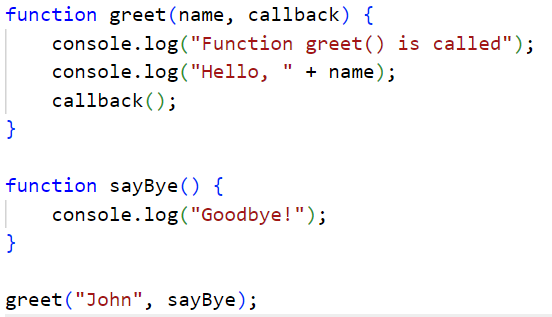 function greet(name, callback) {
    console.log("Function greet() is called");
    console.log("Hello, " + name);
    callback();
}

function sayBye() {
    console.log("Goodbye!");
}

greet("John", sayBye);